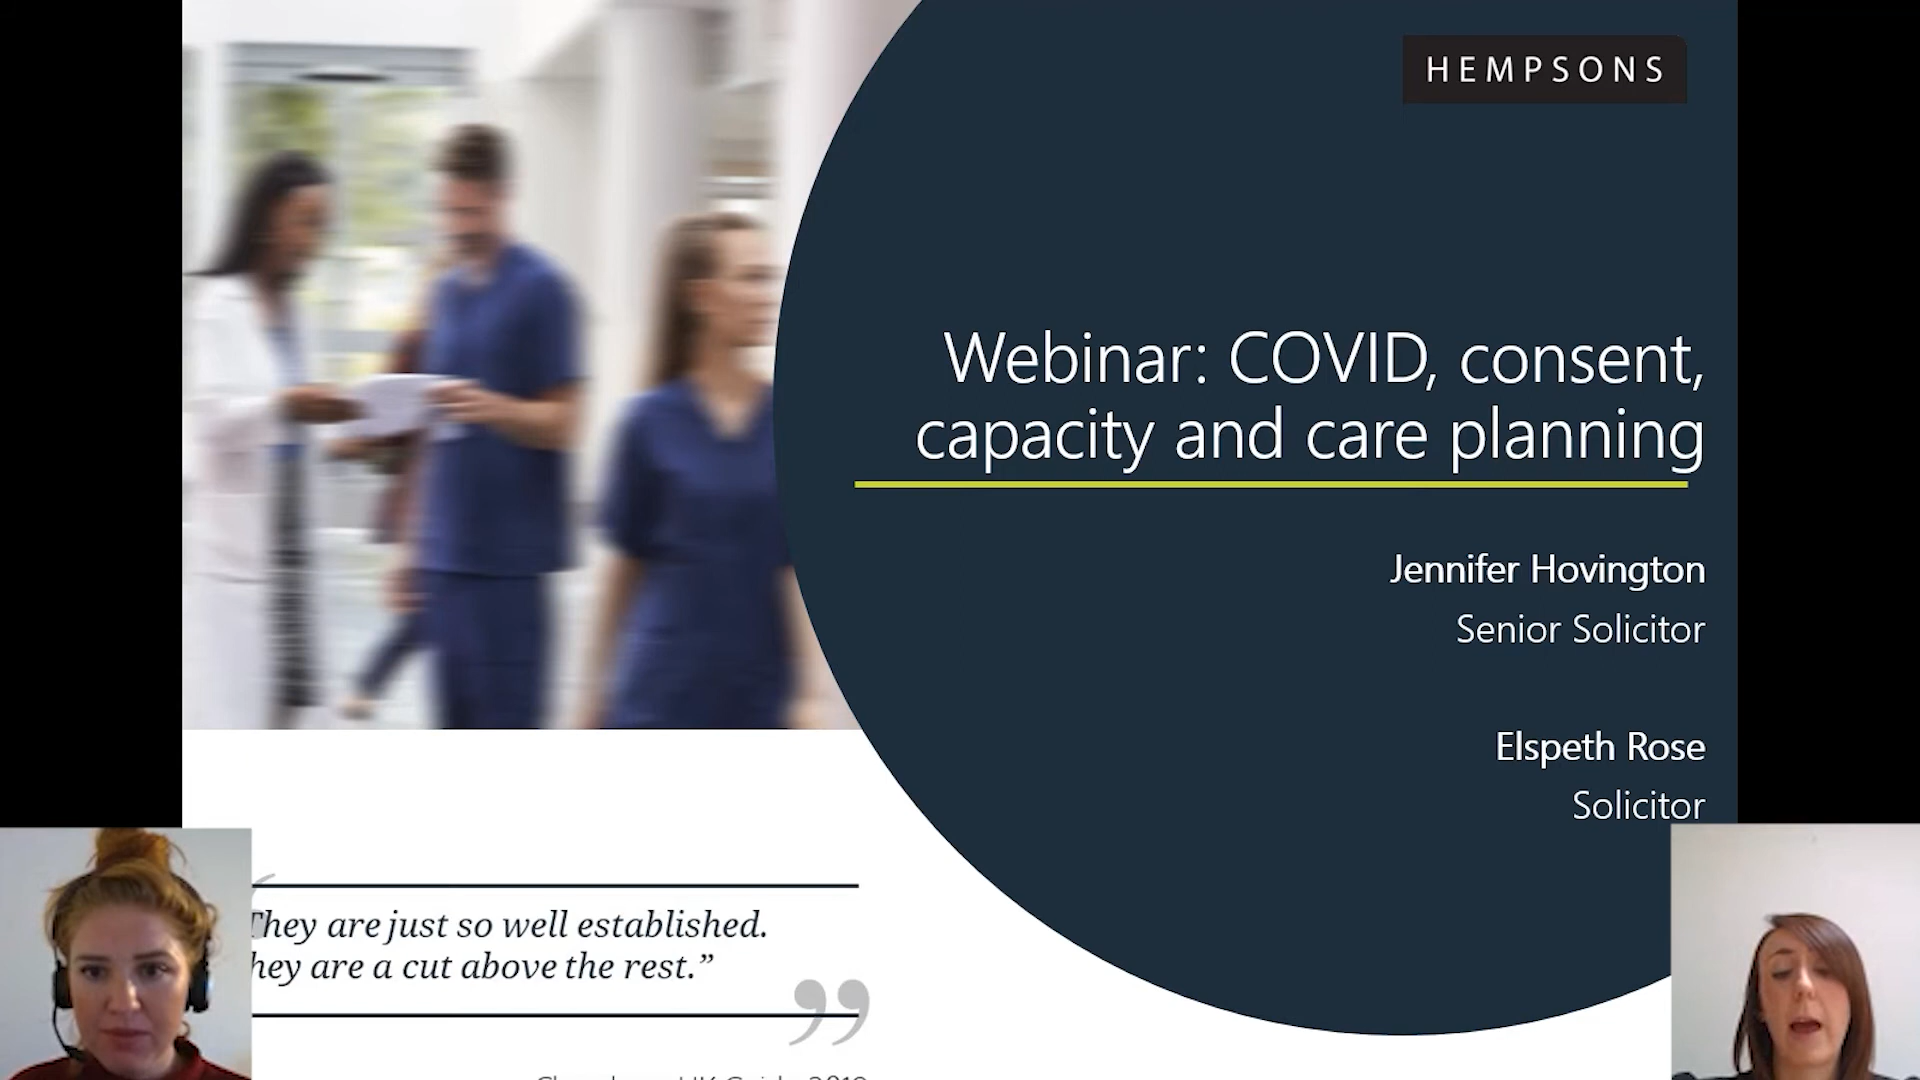 HEMPSONS
Webinar: COVID, consent,
capacity and care planning
Jennifer Hovington
Senior Solicitor
Elspeth Rose
Solicitor
They are just so well established.
hey are a cut above the rest.”